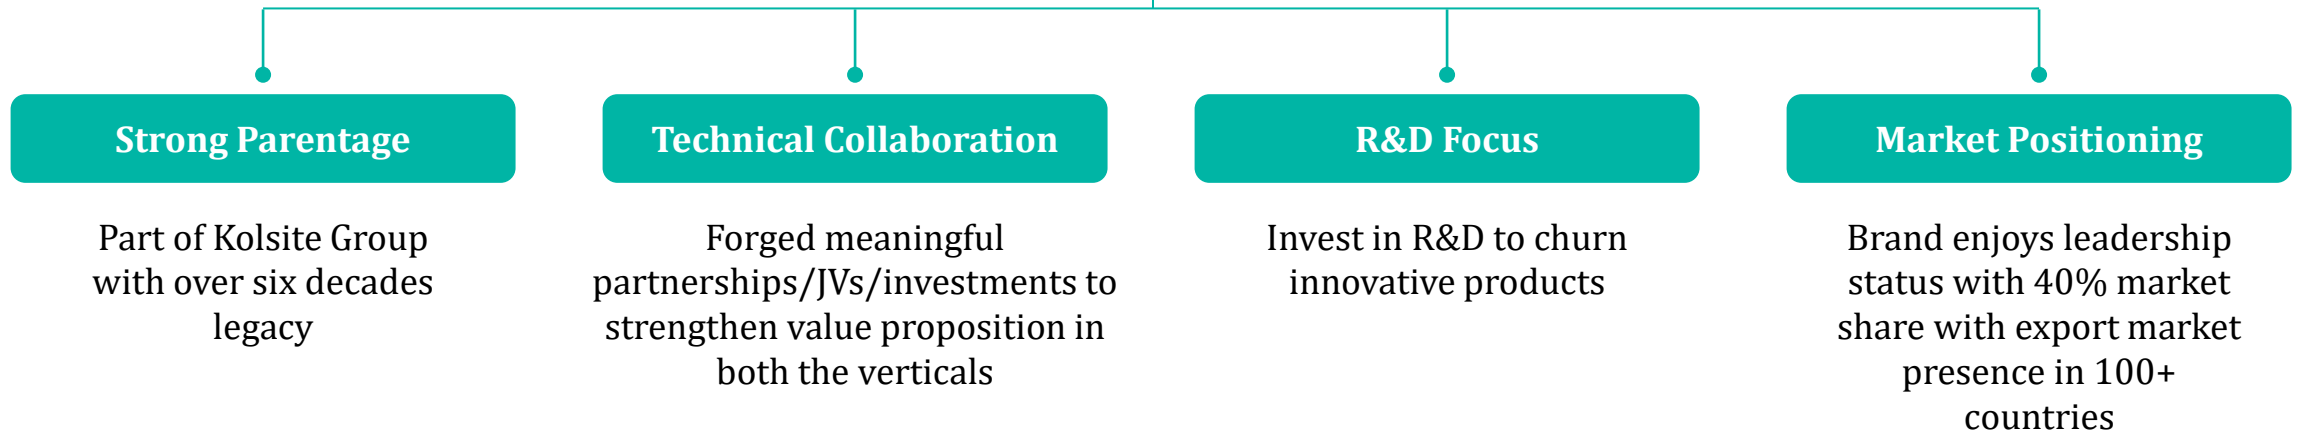 Strong Parentage
Part of Kolsite Group
with over six decades
legacy
Technical Collaboration
Forged meaningful
partnerships/JVs/investments to
strengthen value proposition in
both the verticals
R&D Focus
Invest in R&D to churn
innovative products
Market Positioning
Brand enjoys leadership
status with 40% market
share with export market
presence in 100+
countries